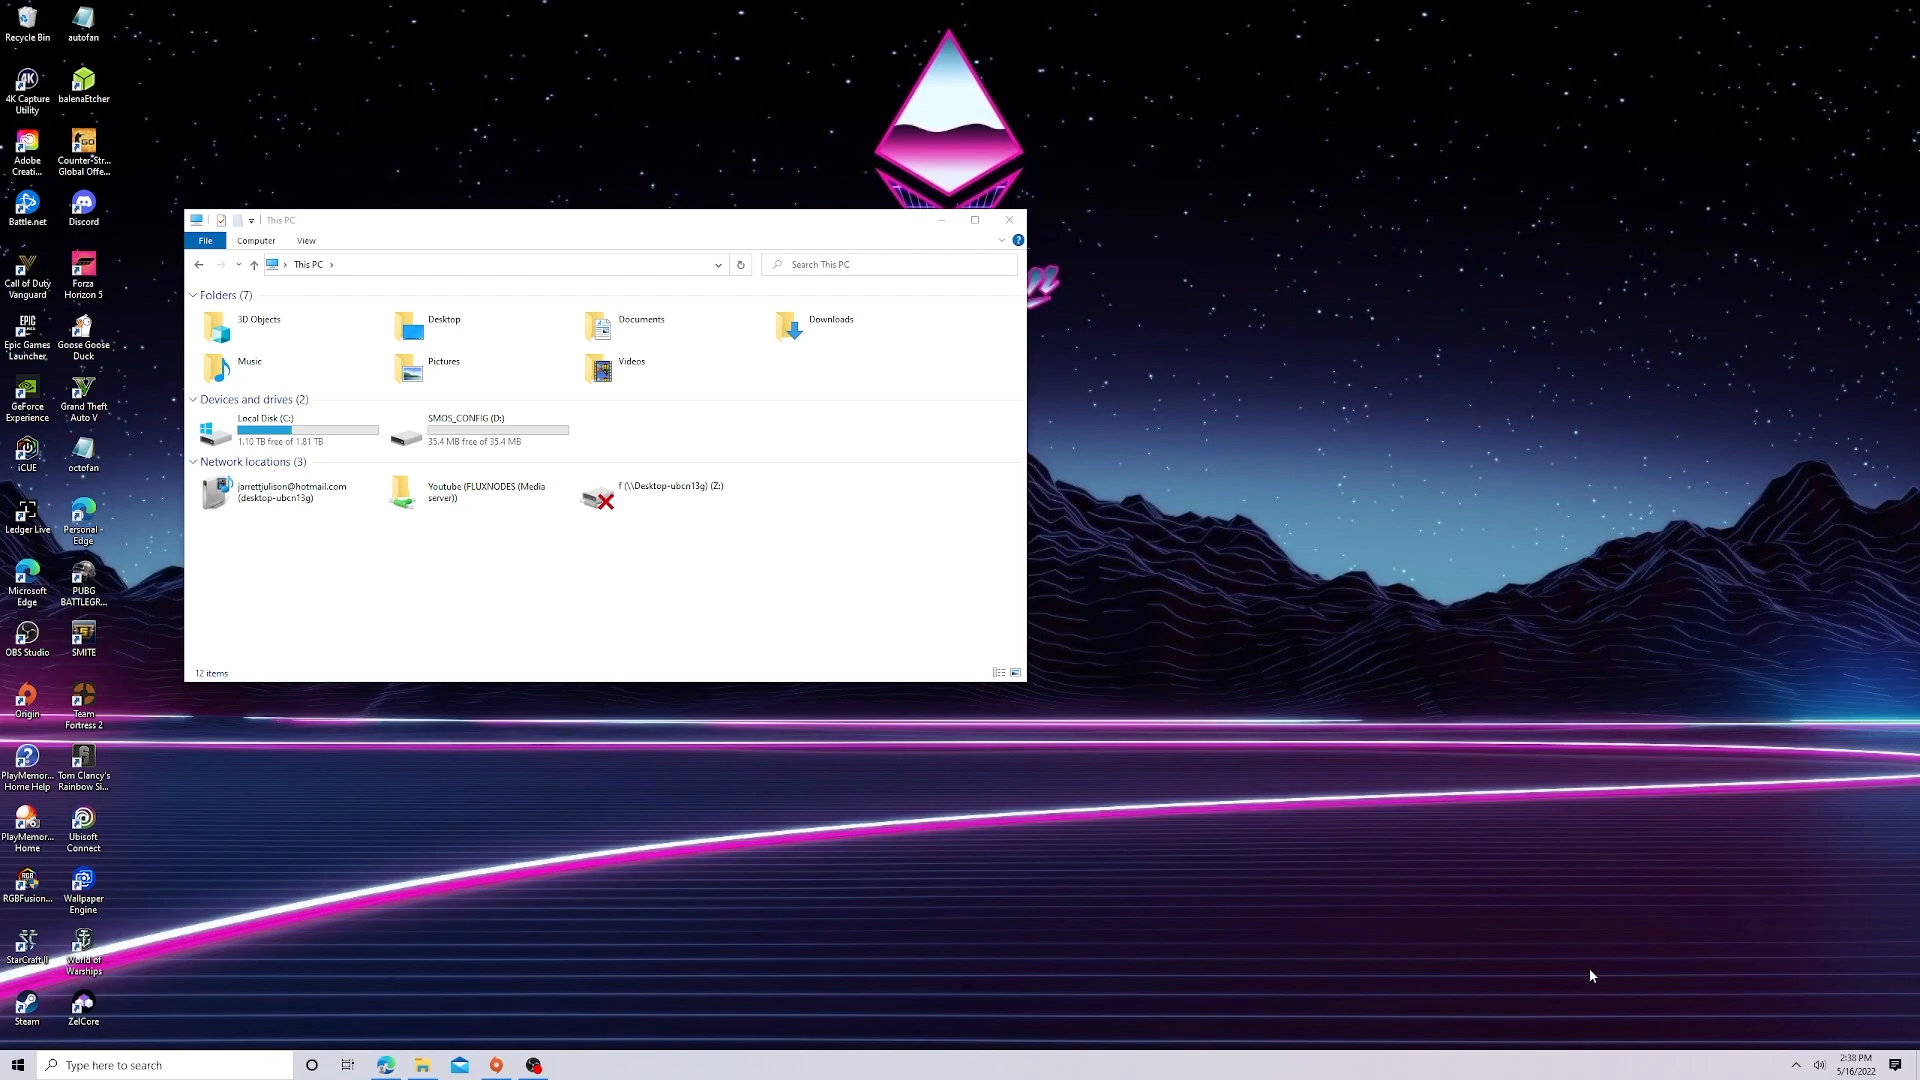 Recycle Bin
autofan
4K Capture
Utility
balenaEtcher
Adobe
Creati...
Counter-Str...
Global Offe...
Battle.net
Discord
Call of Duty
Vanguard
Forza
Horizon 5
Epic Games
Launcher
Goose Goose
Duck
GeForce
Experience
Grand Theft
Auto V
iCUE
octofan
Ledger Live
Personal -
Edge
Microsoft
Edge
PUBG
BATTLEGR...
OBS Studio
SMITE
Origin
Team
Fortress 2
PlayMemor...
Home Help
Tom Clancy's
Rainbow Si...
PlayMemor...
Home
Ubisoft
Connect
RGBFusion...
Wallpaper
Engine
StarCraft II
World of
Warships
Steam
ZelCore
This PC
File Computer View
This PC
Search This PC
Folders (7)
3D Objects
Desktop
Documents
Downloads
Music
Pictures
Videos
Devices and drives (2)
Local Disk (C:)
1.10 TB free of 1.81 TB
SMOS_CONFIG (D:)
35.4 MB free of 35.4 MB
Network locations (3)
jarrettjulison@hotmail.com
(desktop-ubcn13g)
Youtube (FLUXNODES (Media
server))
f (\\Desktop-ubcn13g) (Z:)
12 items
Type here to search
2:38 PM
5/16/2022